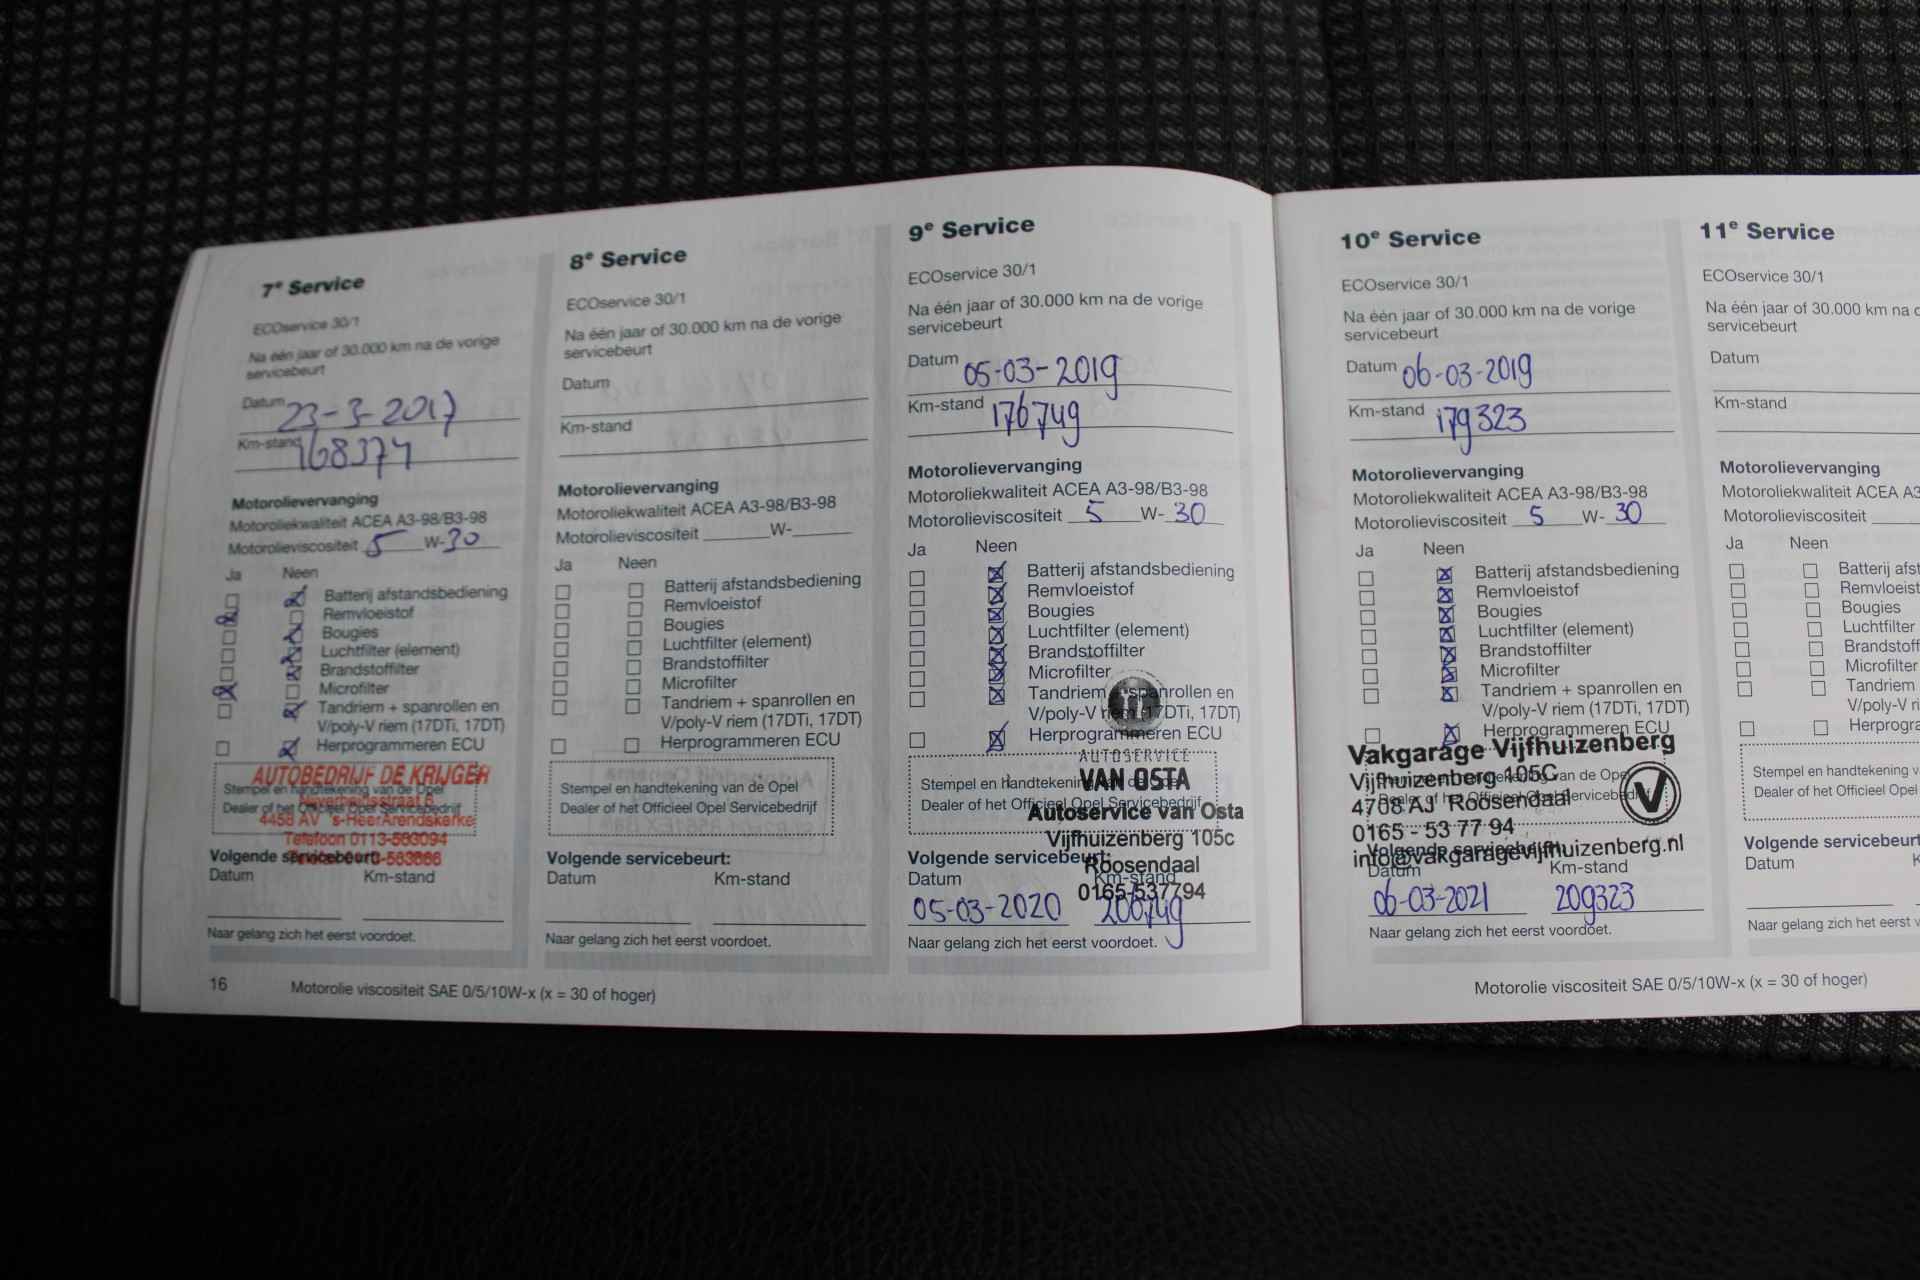 7e Service
ECOservice 30/1
Na één jaar of 30.000 km na de vorige
servicebeurt
Datum 23-3-2017
Km-stand 168374
Motorolievervanging
Motoroliekwaliteit ACEA A3-98/B3-98
Motorolieviscositeit 5 W-30
Ja Neen
Batterij afstandsbediening
Remvloeistof
Bougies
Luchtfilter (element)
Brandstoffilter
Microfilter
Tandriem + spanrollen en
V/poly-V riem (17DTi, 17DT)
Herprogrammeren ECU
AUTOBEDRIJF DE KRIJGER
Stempel en handtekening van de Opel
Dealer of het Officieel Opel Servicebedrijf
4458 AV 's-HeerArendskerke
Telefoon 0113-563094
Volgende servicebeurt:
Datum Km-stand
Naar gelang zich het eerst voordoet.
16 Motorolie viscositeit SAE 0/5/10W-x (x = 30 of hoger)
8e Service
ECOservice 30/1
Na één jaar of 30.000 km na de vorige
servicebeurt
Datum
Km-stand
Motorolievervanging
Motoroliekwaliteit ACEA A3-98/B3-98
Motorolieviscositeit W-
Ja Neen
Batterij afstandsbediening
Remvloeistof
Bougies
Luchtfilter (element)
Brandstoffilter
Microfilter
Tandriem + spanrollen en
V/poly-V riem (17DTi, 17DT)
Herprogrammeren ECU
Stempel en handtekening van de Opel
Dealer of het Officieel Opel Servicebedrijf
Volgende servicebeurt:
Datum Km-stand
Naar gelang zich het eerst voordoet.
9e Service
ECOservice 30/1
Na één jaar of 30.000 km na de vorige
servicebeurt
Datum 05-03-2019
Km-stand 176749
Motorolievervanging
Motoroliekwaliteit ACEA A3-98/B3-98
Motorolieviscositeit 5 W-30
Ja Neen
Batterij afstandsbediening
Remvloeistof
Bougies
Luchtfilter (element)
Brandstoffilter
Microfilter
Tandriem + spanrollen en
V/poly-V riem (17DTi, 17DT)
Herprogrammeren ECU
AUTOSERVICE
VAN OSTA
Stempel en handtekening van de Opel
Dealer of het Officieel Opel Servicebedrijf
Autoservice van Osta
Vijfhuizenberg 105c
Roosendaal
0165-537794
Volgende servicebeurt:
Datum Km-stand
05-03-2020 206749
Naar gelang zich het eerst voordoet.
10e Service
ECOservice 30/1
Na één jaar of 30.000 km na de vorige
servicebeurt
Datum 06-03-2019
Km-stand 179323
Motorolievervanging
Motoroliekwaliteit ACEA A3-98/B3-98
Motorolieviscositeit 5 W-30
Ja Neen
Batterij afstandsbediening
Remvloeistof
Bougies
Luchtfilter (element)
Brandstoffilter
Microfilter
Tandriem + spanrollen en
V/poly-V riem (17DTi, 17DT)
Herprogrammeren ECU
Vakgarage Vijfhuizenberg
Vijfhuizenberg 105C
4708 AJ Roosendaal
0165 - 53 77 94
info@vakgaragevijfhuizenberg.nl
Volgende servicebeurt:
Datum Km-stand
06-03-2021 209323
Naar gelang zich het eerst voordoet.
Motorolie viscositeit SAE 0/5/10W-x (x = 30 of hoger)
11e Service
ECOservice 30/1
Na één jaar of 30.000 km na
servicebeurt
Datum
Km-stand
Motorolievervanging
Motoroliekwaliteit ACEA A3
Motorolieviscositeit
Ja Neen
Batterij afst
Remvloeist
Bougies
Luchtfilter
Brandstoff
Microfilter
Tandriem
V/poly-V ri
Herprogra
Stempel en handtekening v
Dealer of het Officieel Opel
Volgende servicebeurt
Datum
Naar gelang zich het eerst v